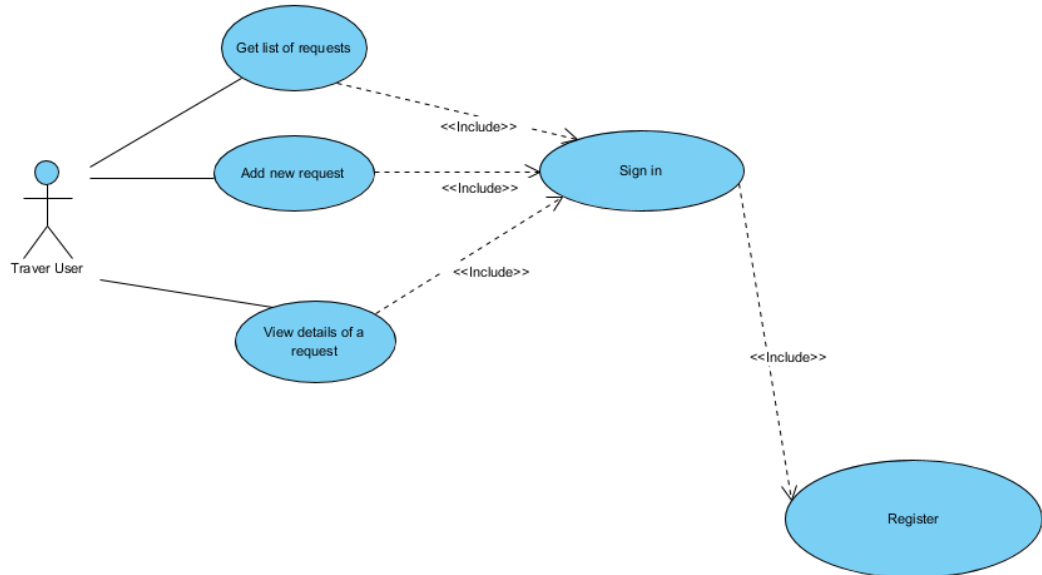 Get list of requests
<<Include>>
Add new request
Sign in
<<Include>>
Traver User
<<Include>>
View details of a
request
<<Include>>
Register